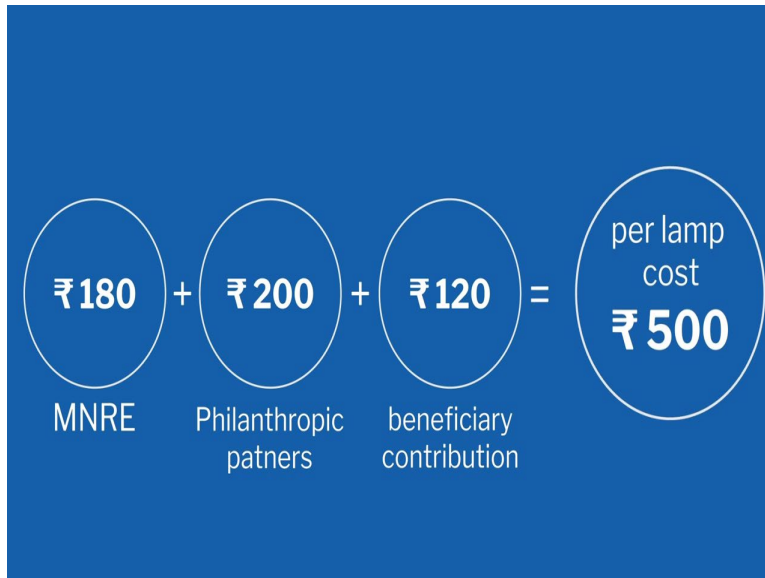 ₹180 + ₹200 + ₹120 =
per lamp
cost
₹500
MNRE
Philanthropic
patners
beneficiary
contribution